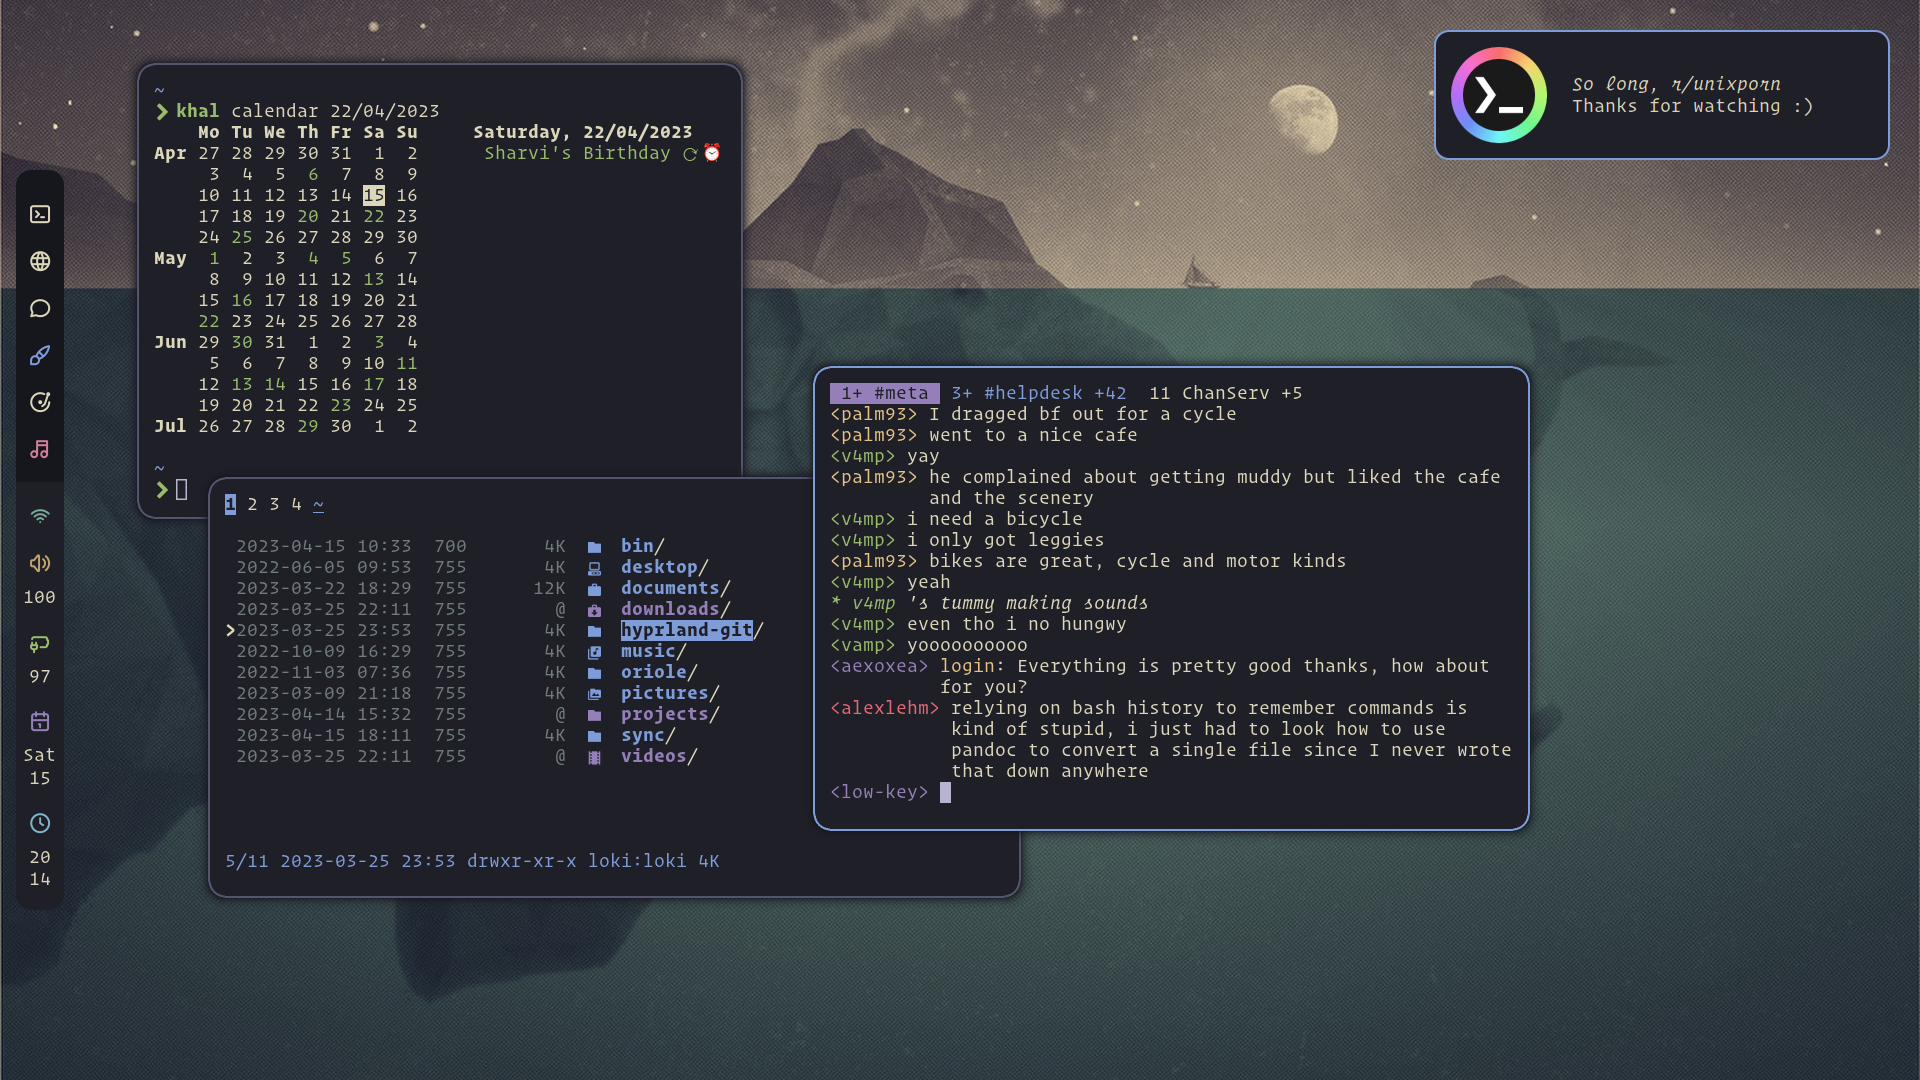 ~
❯ khal calendar 22/04/2023
Mo Tu We Th Fr Sa Su     Saturday, 22/04/2023
Apr 27 28 29 30 31  1  2      Sharvi's Birthday ⟳⏰
 3  4  5  6  7  8  9
10 11 12 13 14 15 16
17 18 19 20 21 22 23
24 25 26 27 28 29 30
May  1  2  3  4  5  6  7
 8  9 10 11 12 13 14
15 16 17 18 19 20 21
22 23 24 25 26 27 28
Jun 29 30 31  1  2  3  4
 5  6  7  8  9 10 11
12 13 14 15 16 17 18
19 20 21 22 23 24 25
Jul 26 27 28 29 30  1  2
~
❯
So long, r/unixporn
Thanks for watching :)
100
97
Sat
15
20
14
1 2 3 4 ~
2023-04-15 10:33  700       4K  bin/
2022-06-05 09:53  755       4K  desktop/
2023-03-22 18:29  755      12K  documents/
2023-03-25 22:11  755        @  downloads/
>2023-03-25 23:53  755       4K  hyprland-git/
2022-10-09 16:29  755       4K  music/
2022-11-03 07:36  755       4K  oriole/
2023-03-09 21:18  755       4K  pictures/
2023-04-14 15:32  755        @  projects/
2023-04-15 18:11  755       4K  sync/
2023-03-25 22:11  755        @  videos/
5/11 2023-03-25 23:53 drwxr-xr-x loki:loki 4K
1+ #meta  3+ #helpdesk +42  11 ChanServ +5
<palm93> I dragged bf out for a cycle
<palm93> went to a nice cafe
<v4mp> yay
<palm93> he complained about getting muddy but liked the cafe
and the scenery
<v4mp> i need a bicycle
<v4mp> i only got leggies
<palm93> bikes are great, cycle and motor kinds
<v4mp> yeah
* v4mp 's tummy making sounds
<v4mp> even tho i no hungwy
<vamp> yooooooooooo
<aexoxea> login: Everything is pretty good thanks, how about
for you?
<alexlehm> relying on bash history to remember commands is
kind of stupid, i just had to look how to use
pandoc to convert a single file since I never wrote
that down anywhere
<low-key>